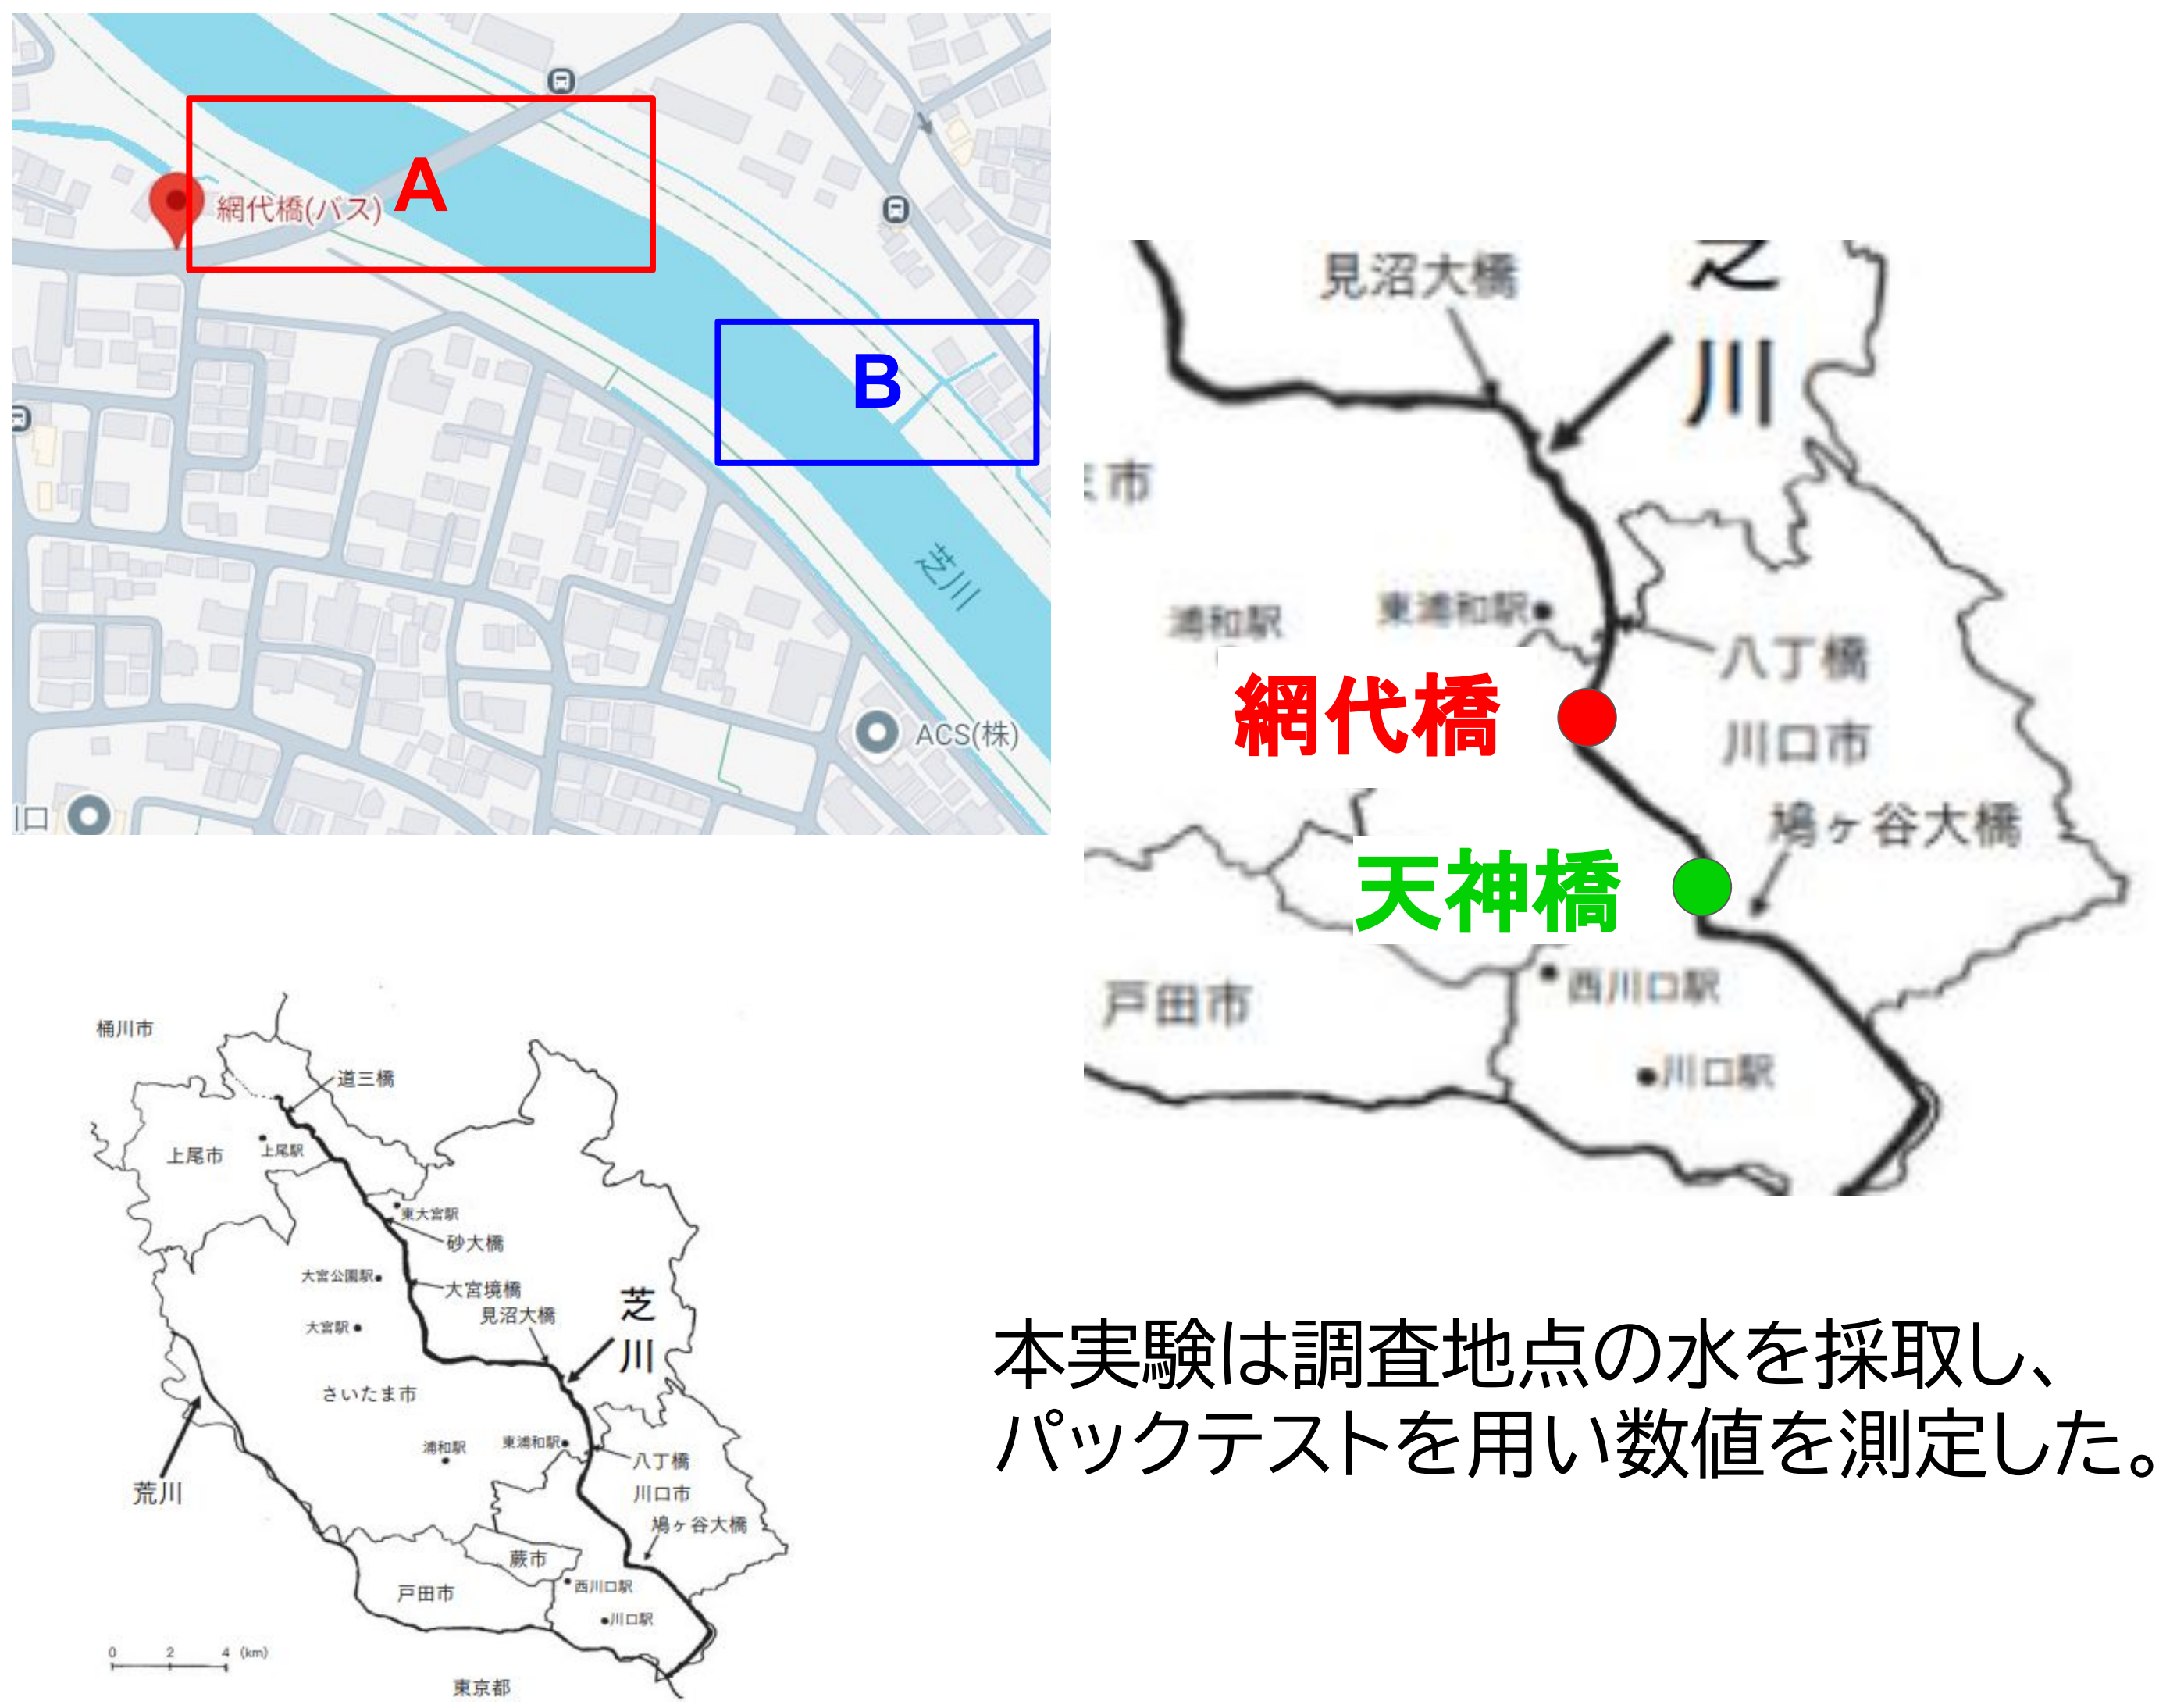 網代橋(バス)
A
B
芝川
ACS(株)
芝
川
見沼大橋
市
浦和駅
東浦和駅
八丁橋
網代橋
川口市
鳩ヶ谷大橋
天神橋
西川口駅
戸田市
川口駅
桶川市
道三橋
上尾市
上尾駅
東大宮駅
砂大橋
大宮公園駅
大宮境橋
見沼大橋
芝
川
大宮駅
さいたま市
浦和駅
東浦和駅
八丁橋
荒川
川口市
鳩ヶ谷大橋
蕨市
戸田市
西川口駅
川口駅
0 2 4 (km)
東京都
本実験は調査地点の水を採取し、
パックテストを用い数値を測定した。